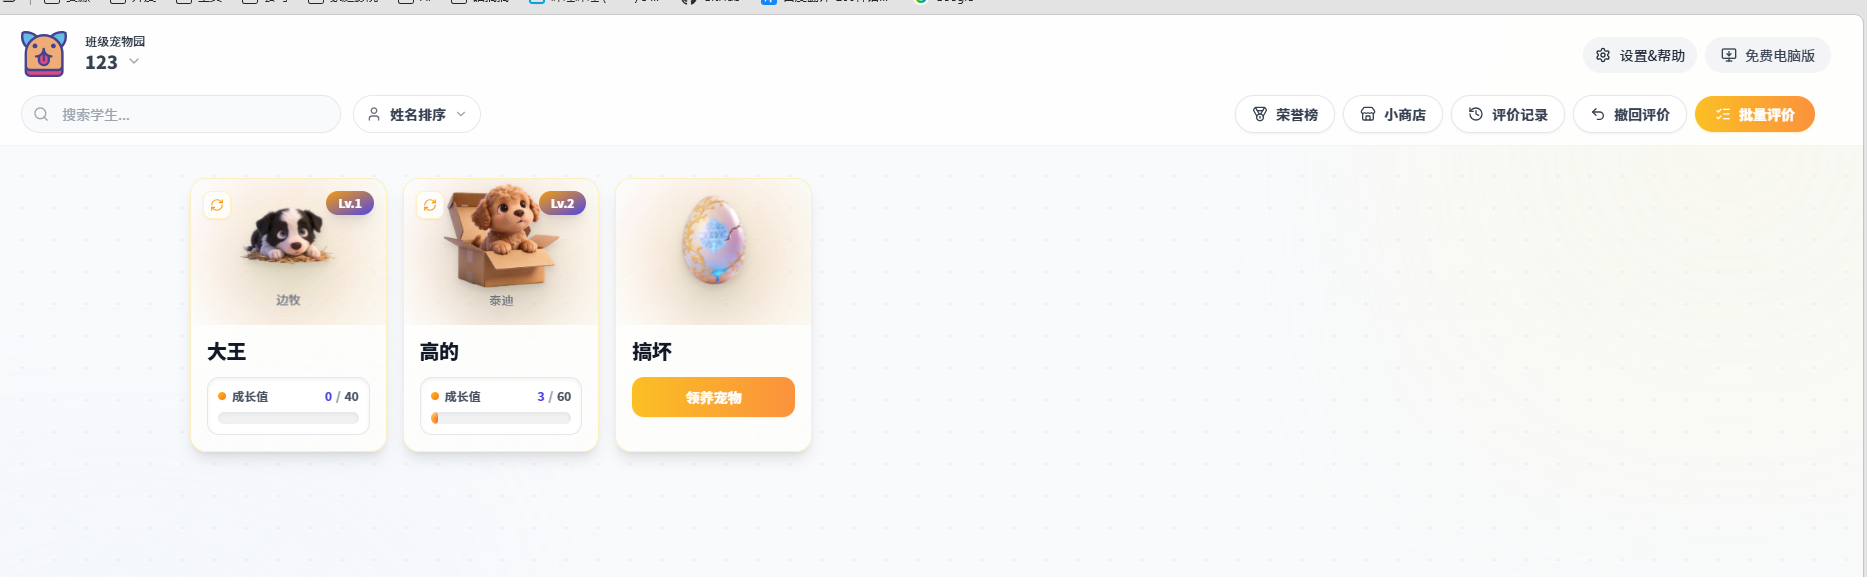 班级宠物园
123
设置&帮助
免费电脑版
搜索学生...
姓名排序
荣誉榜
小商店
评价记录
撤回评价
批量评价
Lv.1
边牧
大王
成长值 0 / 40
Lv.2
泰迪
高的
成长值 3 / 60
搞坏
领养宠物